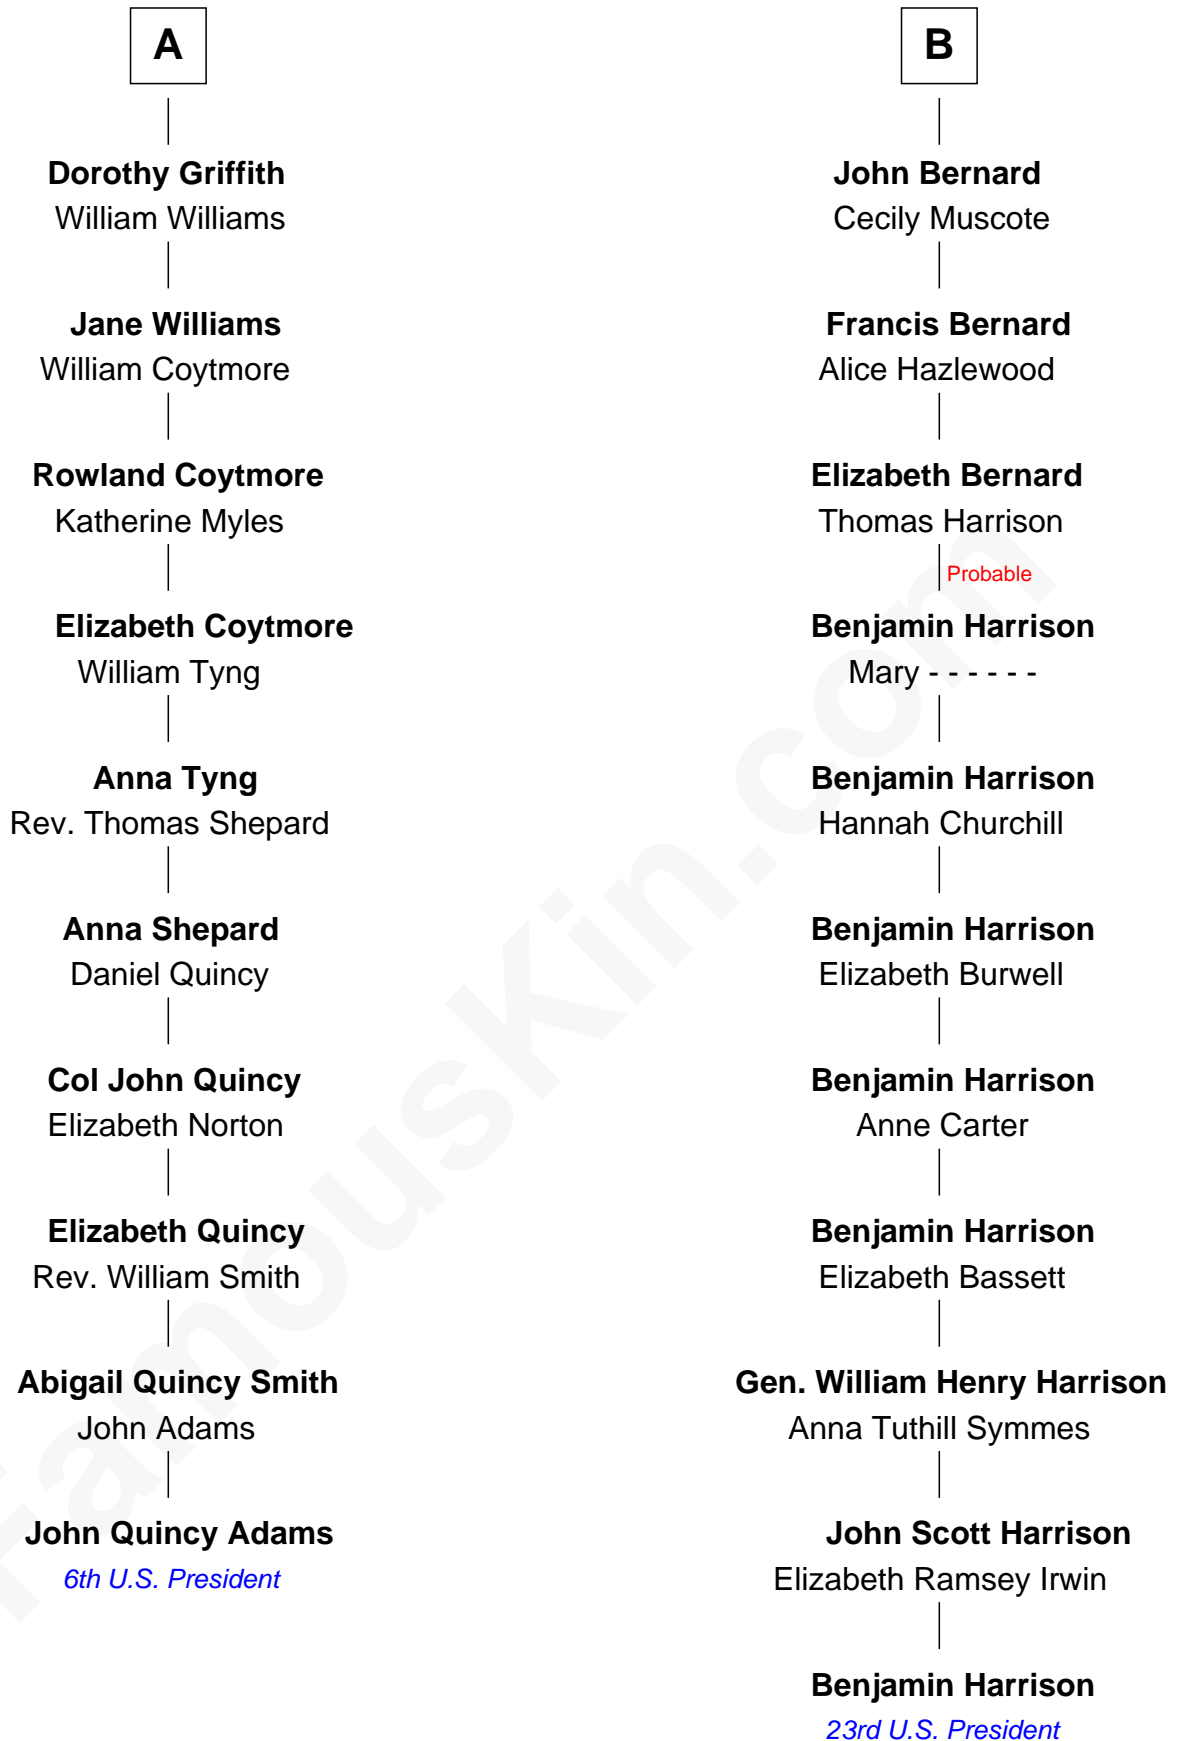 A
Dorothy Griffith
William Williams
Jane Williams
William Coytmore
Rowland Coytmore
Katherine Myles
Elizabeth Coytmore
William Tyng
Anna Tyng
Rev. Thomas Shepard
Anna Shepard
Daniel Quincy
Col John Quincy
Elizabeth Norton
Elizabeth Quincy
Rev. William Smith
Abigail Quincy Smith
John Adams
John Quincy Adams
6th U.S. President
B
John Bernard
Cecily Muscote
Francis Bernard
Alice Hazlewood
Elizabeth Bernard
Thomas Harrison
Probable
Benjamin Harrison
Mary - - - - - -
Benjamin Harrison
Hannah Churchill
Benjamin Harrison
Elizabeth Burwell
Benjamin Harrison
Anne Carter
Benjamin Harrison
Elizabeth Bassett
Gen. William Henry Harrison
Anna Tuthill Symmes
John Scott Harrison
Elizabeth Ramsey Irwin
Benjamin Harrison
23rd U.S. President
FamousKin.com